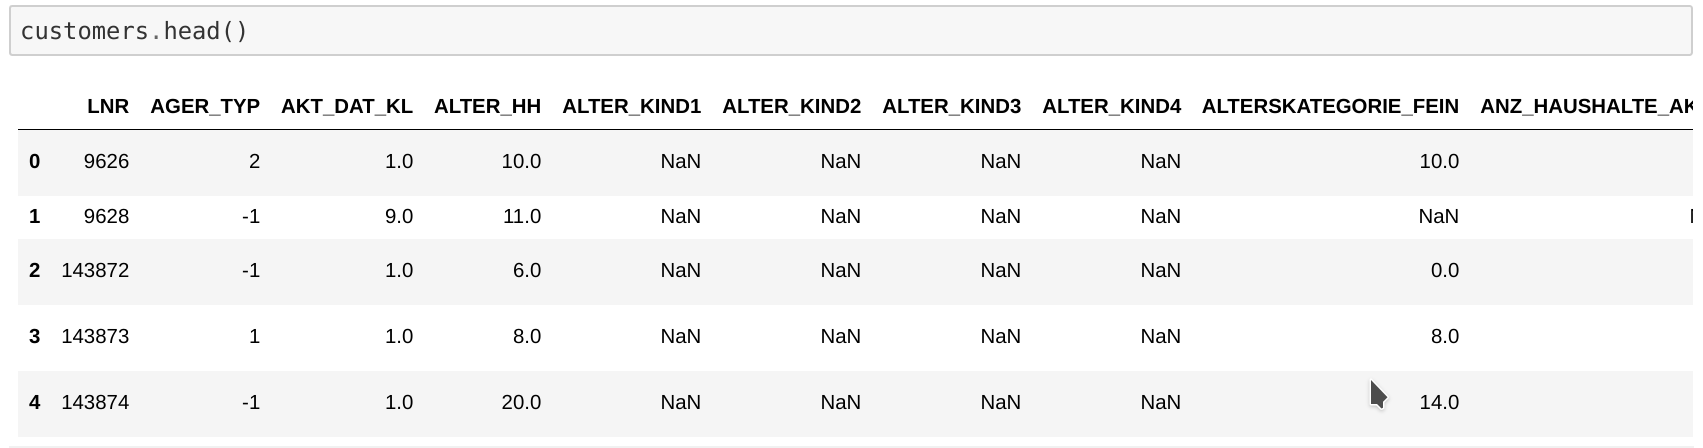 customers.head()
LNR AGER_TYP AKT_DAT_KL ALTER_HH ALTER_KIND1 ALTER_KIND2 ALTER_KIND3 ALTER_KIND4 ALTERSKATEGORIE_FEIN ANZ_HAUSHALTE_AK
0 9626 2 1.0 10.0 NaN NaN NaN NaN 10.0
1 9628 -1 9.0 11.0 NaN NaN NaN NaN NaN
2 143872 -1 1.0 6.0 NaN NaN NaN NaN 0.0
3 143873 1 1.0 8.0 NaN NaN NaN NaN 8.0
4 143874 -1 1.0 20.0 NaN NaN NaN NaN 14.0